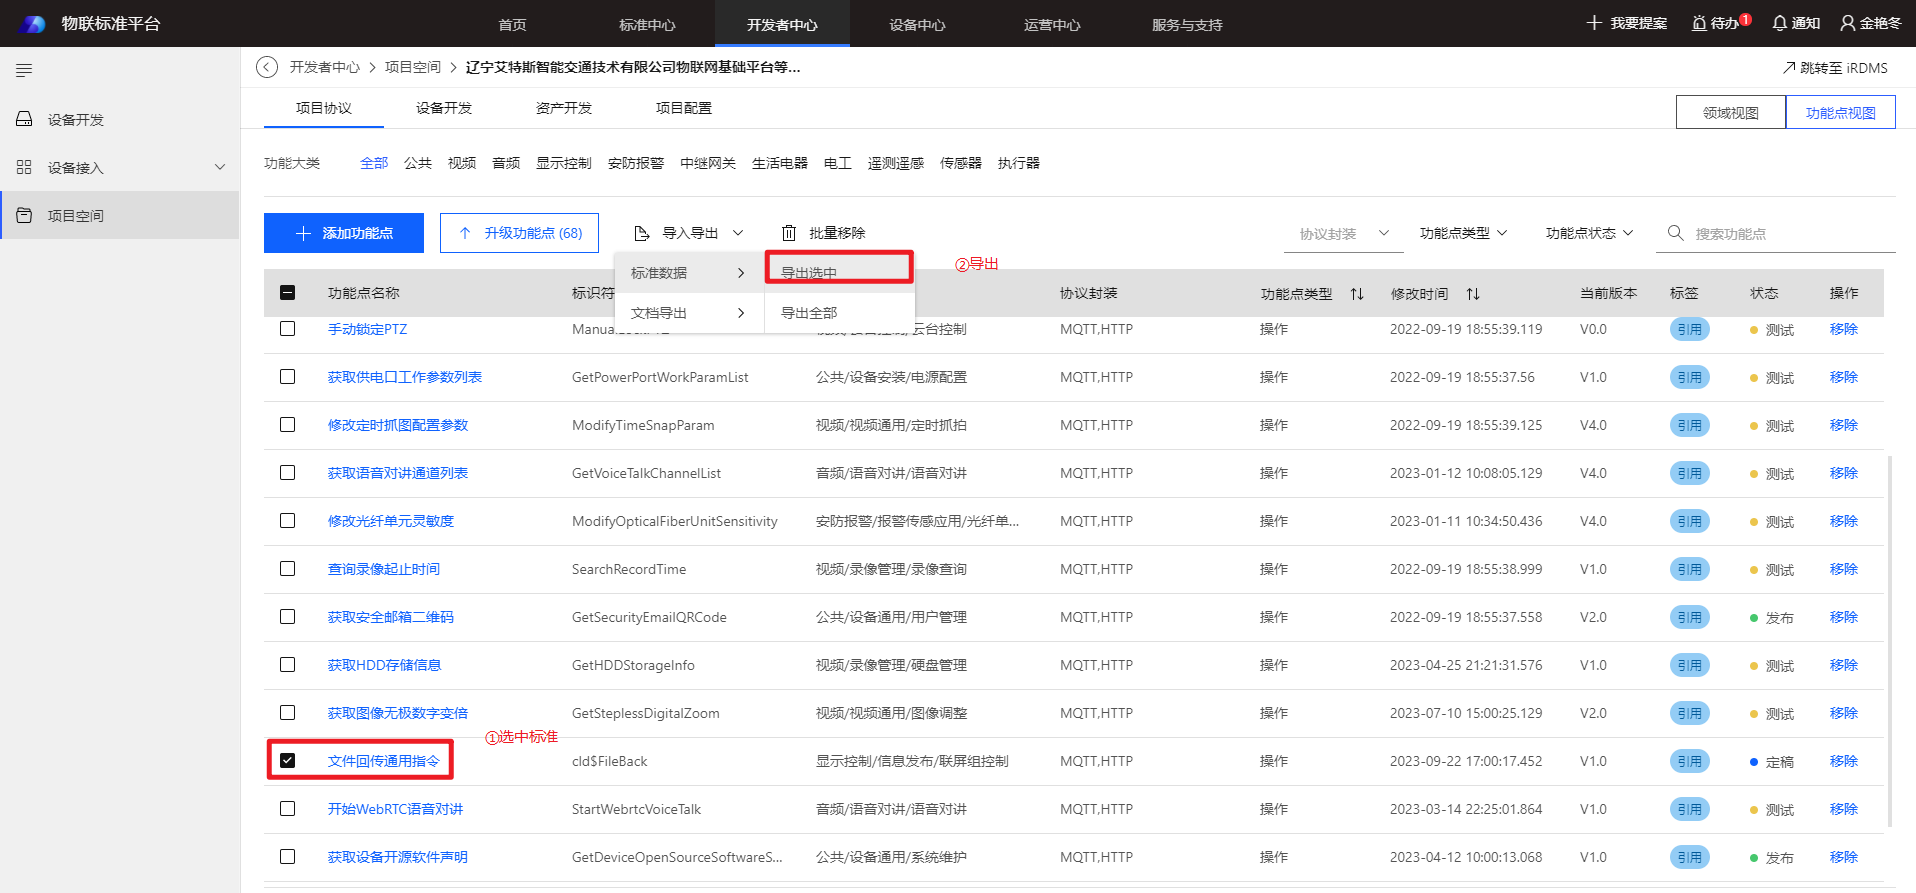 物联标准平台 首页 标准中心 开发者中心 设备中心 运营中心 服务与支持 我要提案 待办 1 通知 金艳冬
开发者中心 项目空间 辽宁艾特斯智能交通技术有限公司物联网基础平台等... 跳转至 iRDMS
设备开发
设备接入
项目空间
项目协议 设备开发 资产开发 项目配置 领域视图 功能点视图
功能大类 全部 公共 视频 音频 显示控制 安防报警 中继网关 生活电器 电工 遥测遥感 传感器 执行器
添加功能点 升级功能点 (68) 导入导出 批量移除 协议封装 功能点类型 功能点状态 搜索功能点
标准数据 导出选中 ②导出
文档导出 导出全部
功能点名称 标识符 协议封装 功能点类型 修改时间 当前版本 标签 状态 操作
手动锁定PTZ 云台控制 MQTT,HTTP 操作 2022-09-19 18:55:39.119 V0.0 引用 测试 移除
获取供电口工作参数列表 GetPowerPortWorkParamList 公共/设备安装/电源配置 MQTT,HTTP 操作 2022-09-19 18:55:37.56 V1.0 引用 测试 移除
修改定时抓图配置参数 ModifyTimeSnapParam 视频/视频通用/定时抓拍 MQTT,HTTP 操作 2022-09-19 18:55:39.125 V4.0 引用 测试 移除
获取语音对讲通道列表 GetVoiceTalkChannelList 音频/语音对讲/语音对讲 MQTT,HTTP 操作 2023-01-12 10:08:05.129 V4.0 引用 测试 移除
修改光纤单元灵敏度 ModifyOpticalFiberUnitSensitivity 安防报警/报警传感应用/光纤单... MQTT,HTTP 操作 2023-01-11 10:34:50.436 V4.0 引用 测试 移除
查询录像起止时间 SearchRecordTime 视频/录像管理/录像查询 MQTT,HTTP 操作 2022-09-19 18:55:38.999 V1.0 引用 测试 移除
获取安全邮箱二维码 GetSecurityEmailQRCode 公共/设备通用/用户管理 MQTT,HTTP 操作 2022-09-19 18:55:37.558 V2.0 引用 发布 移除
获取HDD存储信息 GetHDDStorageInfo 视频/录像管理/硬盘管理 MQTT,HTTP 操作 2023-04-25 21:21:31.576 V1.0 引用 测试 移除
获取图像无极数字变倍 GetSteplessDigitalZoom 视频/视频通用/图像调整 MQTT,HTTP 操作 2023-07-10 15:00:25.129 V2.0 引用 测试 移除
①选中标准
文件回传通用指令 cld$FileBack 显示控制/信息发布/联屏组控制 MQTT,HTTP 操作 2023-09-22 17:00:17.452 V1.0 引用 定稿 移除
开始WebRTC语音对讲 StartWebrtcVoiceTalk 音频/语音对讲/语音对讲 MQTT,HTTP 操作 2023-03-14 22:25:01.864 V1.0 引用 测试 移除
获取设备开源软件声明 GetDeviceOpenSourceSoftwareS... 公共/设备通用/系统维护 MQTT,HTTP 操作 2023-04-12 10:00:13.068 V1.0 引用 发布 移除